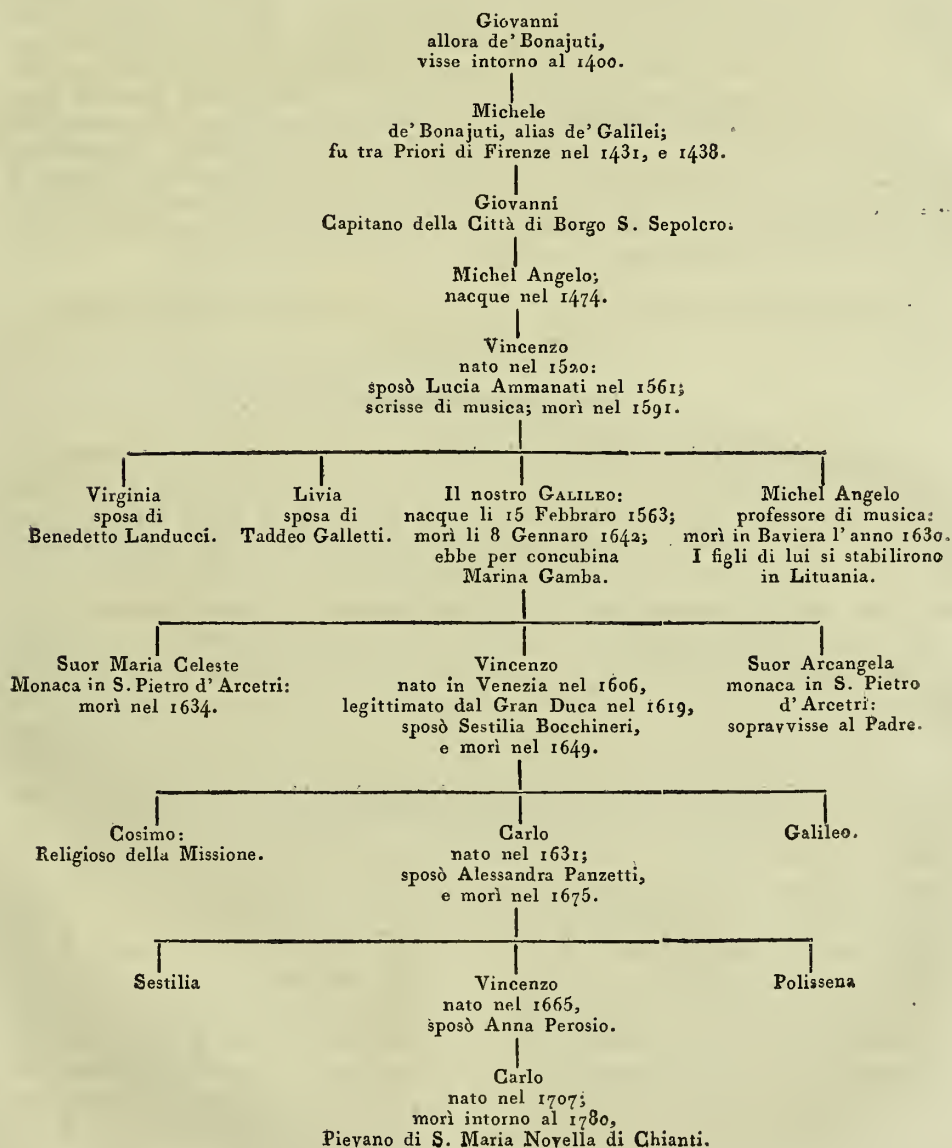 Giovanni
allora de' Bonajuti,
visse intorno al 1400.
Michele
de' Bonajuti, alias de' Galilei;
fu tra Priori di Firenze nel 1431, e 1438.
Giovanni
Capitano della Città di Borgo S. Sepolcro.
Michel Angelo;
nacque nel 1474.
Vincenzo
nato nel 1520:
sposò Lucia Ammanati nel 1561;
scrisse di musica; morì nel 1591.
Virginia
sposa di
Benedetto Landucci.
Livia
sposa di
Taddeo Galletti.
Il nostro GALILEO:
nacque li 15 Febbraro 1563;
morì li 8 Gennaro 1642;
ebbe per concubina
Marina Gamba.
Michel Angelo
professore di musica:
morì in Baviera l'anno 1630.
I figli di lui si stabilirono
in Lituania.
Suor Maria Celeste
Monaca in S. Pietro d'Arcetri:
morì nel 1634.
Vincenzo
nato in Venezia nel 1606,
legittimato dal Gran Duca nel 1619,
sposò Sestilia Bocchineri,
e morì nel 1649.
Suor Arcangela
monaca in S. Pietro
d'Arcetri:
sopravvisse al Padre.
Cosimo:
Religioso della Missione.
Carlo
nato nel 1631;
sposò Alessandra Panzetti,
e morì nel 1675.
Galileo.
Sestilia
Vincenzo
nato nel 1665,
sposò Anna Perosio.
Polissena
Carlo
nato nel 1707;
morì intorno al 1780,
Pievano di S. Maria Novella di Chianti.